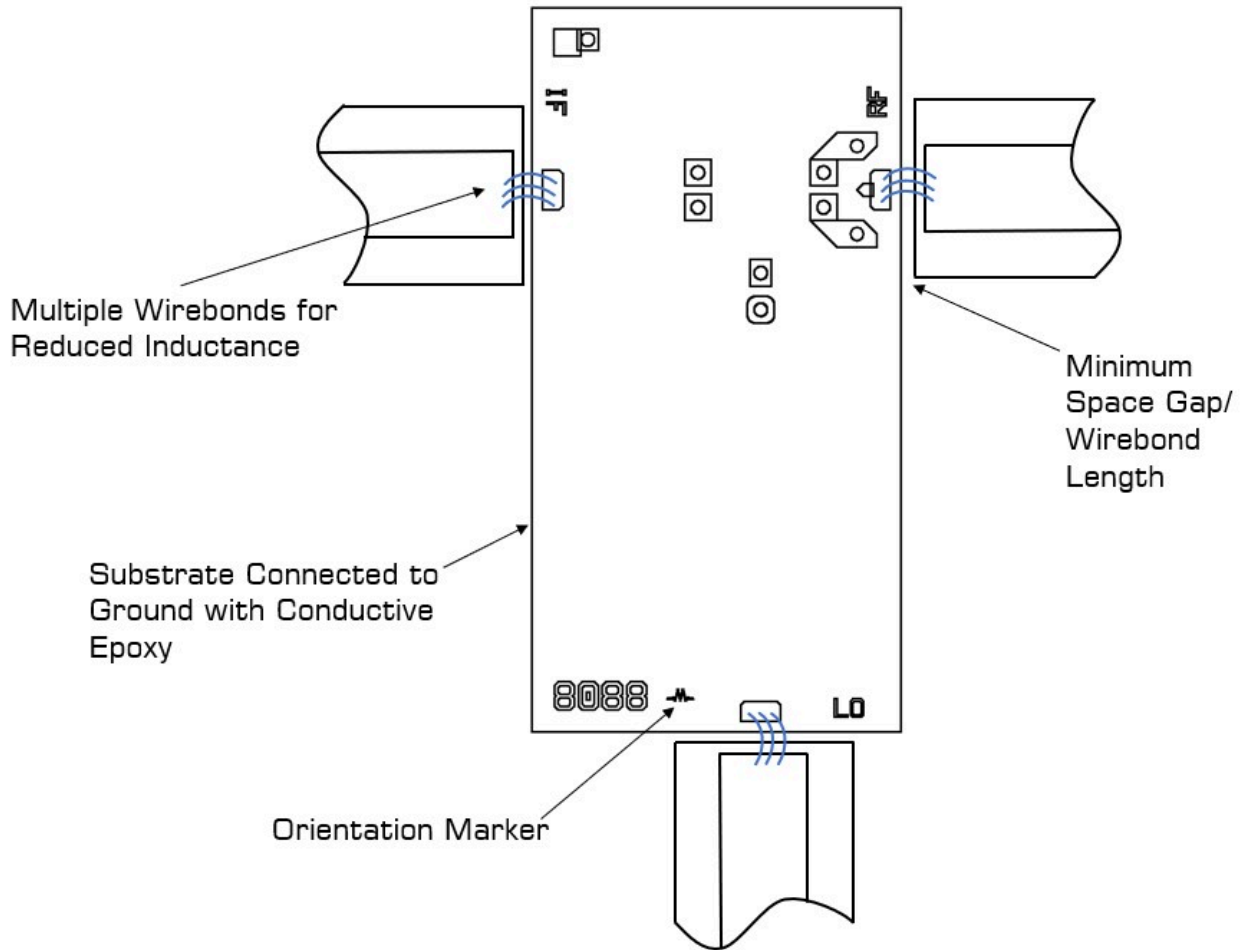 IF
RF
Multiple Wirebonds for
Reduced Inductance
Minimum
Space Gap/
Wirebond
Length
Substrate Connected to
Ground with Conductive
Epoxy
8088
LO
Orientation Marker